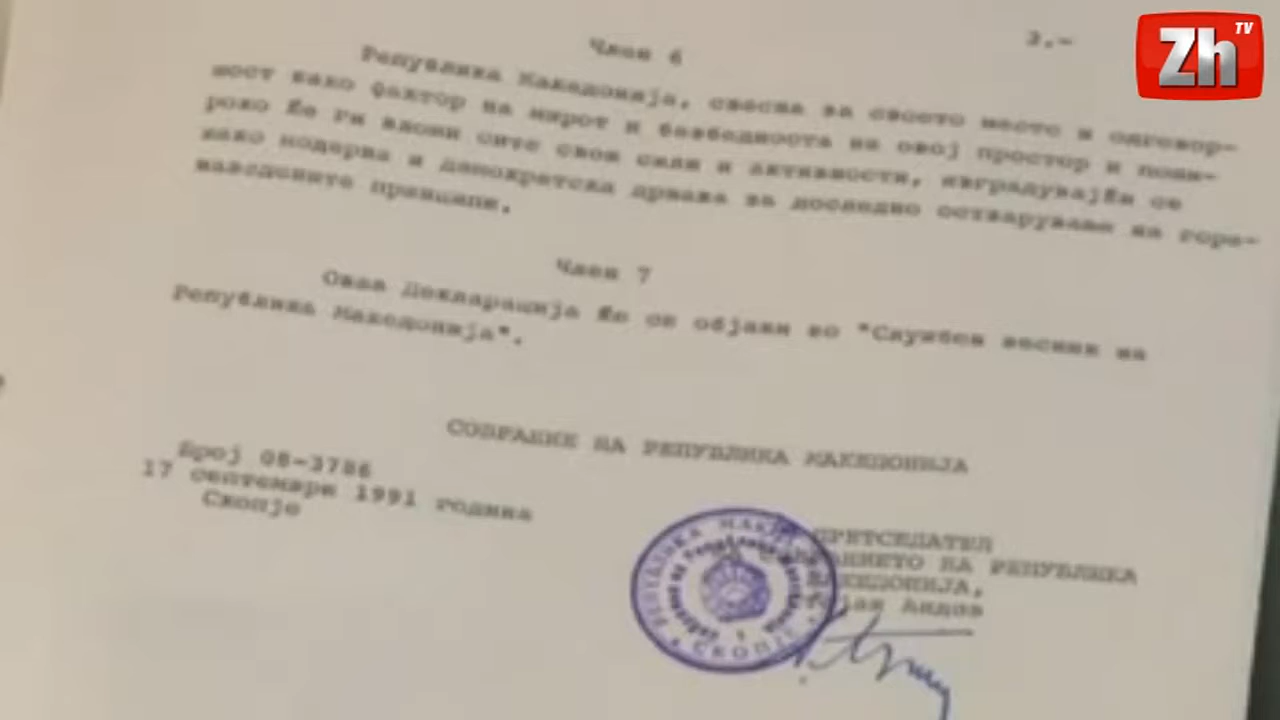 Zh TV
3.-
Член 6
Република Македонија, свесна за своето место и одговор-
ност како фактор на мирот и безбедноста на овој простор и поши-
роко ќе ги вложи сите свои сили и активности, изградувајќи се
како модерна и демократска држава за доследно остварување на горе-
наведените принципи.
Член 7
Оваа Декларација ќе се објави во "Службен весник на
Република Македонија".
СОБРАНИЕ НА РЕПУБЛИКА МАКЕДОНИЈА
Број 08-3786
17 септември 1991 година
Скопје
ПРЕТСЕДАТЕЛ
НА РЕПУБЛИКА
МАКЕДОНИЈА,
Андов
РЕПУБЛИКА
СКОПЈЕ